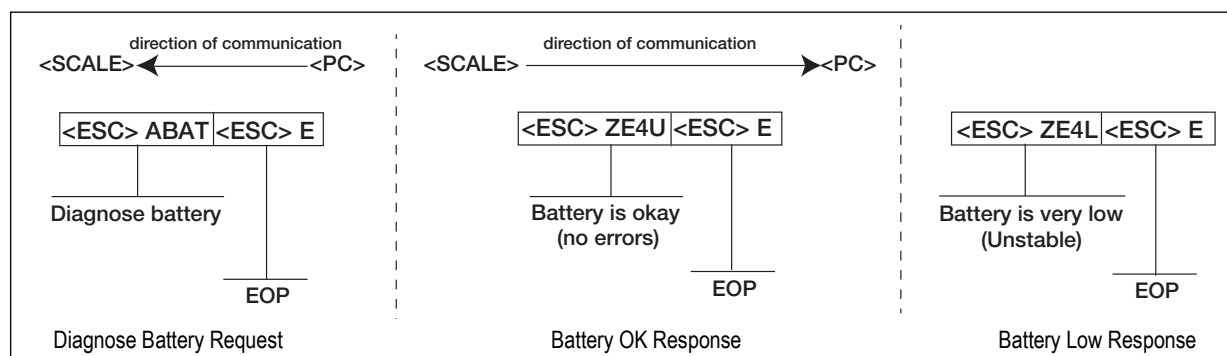 direction of communication
<SCALE> <PC>
<ESC> ABAT <ESC> E
Diagnose battery
EOP
Diagnose Battery Request
direction of communication
<SCALE> <PC>
<ESC> ZE4U <ESC> E
Battery is okay
(no errors)
EOP
Battery OK Response
<ESC> ZE4L <ESC> E
Battery is very low
(Unstable)
EOP
Battery Low Response